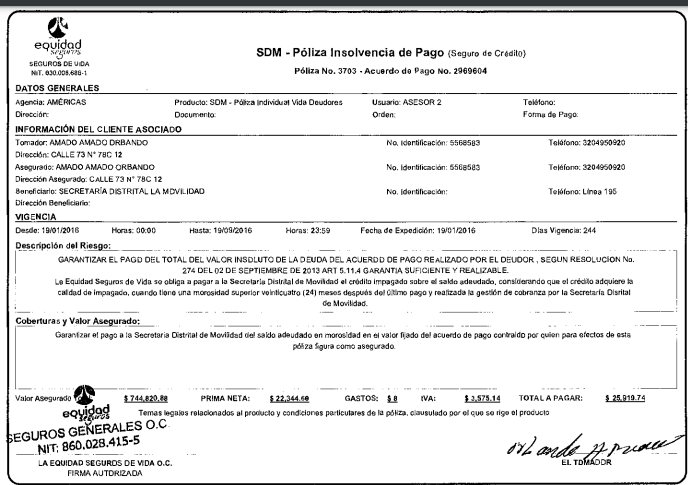 equidad
seguros
SEGUROS DE VIDA
NIT. 830.008.686-1
SDM - Póliza Insolvencia de Pago (Seguro de Crédito)
Póliza No. 3703 - Acuerdo de Pago No. 2969604
DATOS GENERALES
Agencia: AMÉRICAS Producto: SDM - Póliza Individual Vida Deudores Usuario: ASESOR 2 Teléfono:
Dirección: Documento: Orden: Forma de Pago:
INFORMACIÓN DEL CLIENTE ASOCIADO
Tomador: AMADO AMADO ORBANDO No. Identificación: 5568583 Teléfono: 3204950920
Dirección: CALLE 73 N° 78C 12
Asegurado: AMADO AMADO ORBANDO No. Identificación: 5568583 Teléfono: 3204950920
Dirección Asegurado: CALLE 73 N° 78C 12
Beneficiario: SECRETARÍA DISTRITAL LA MOVILIDAD No. Identificación: Teléfono: Línea 195
Dirección Beneficiario:
VIGENCIA
Desde: 19/01/2016 Horas: 00:00 Hasta: 19/09/2016 Horas: 23:59 Fecha de Expedición: 19/01/2016 Días Vigencia: 244
Descripción del Riesgo:
GARANTIZAR EL PAGO DEL TOTAL DEL VALOR INSOLUTO DE LA DEUDA DEL ACUERDO DE PAGO REALIZADO POR EL DEUDOR , SEGUN RESOLUCION No.
274 DEL 02 DE SEPTIEMBRE DE 2013 ART 5.11.4 GARANTIA SUFICIENTE Y REALIZABLE.
La Equidad Seguros de Vida se obliga a pagar a la Secretaría Distrital de Movilidad el crédito impagado sobre el saldo adeudado, considerando que el crédito adquiere la
calidad de impagado, cuando tiene una morosidad superior veinticuatro (24) meses después del último pago y realizada la gestión de cobranza por la Secretaría Distrital
de Movilidad.
Coberturas y Valor Asegurado:
Garantizar el pago a la Secretaría Distrital de Movilidad del saldo adeudado en morosidad en el valor fijado del acuerdo de pago contraído por quien para efectos de esta
póliza figura como asegurado.
Valor Asegurado $ 744,820.88 PRIMA NETA: $ 22,344.60 GASTOS: $ 8 IVA: $ 3,575.14 TOTAL A PAGAR: $ 25,919.74
Temas legales relacionados al producto y condiciones particulares de la póliza, clausulado por el que se rige el producto
equidad
seguros
SEGUROS GENERALES O.C.
NIT: 860.028.415-5
LA EQUIDAD SEGUROS DE VIDA O.C.
FIRMA AUTORIZADA
EL TOMADOR